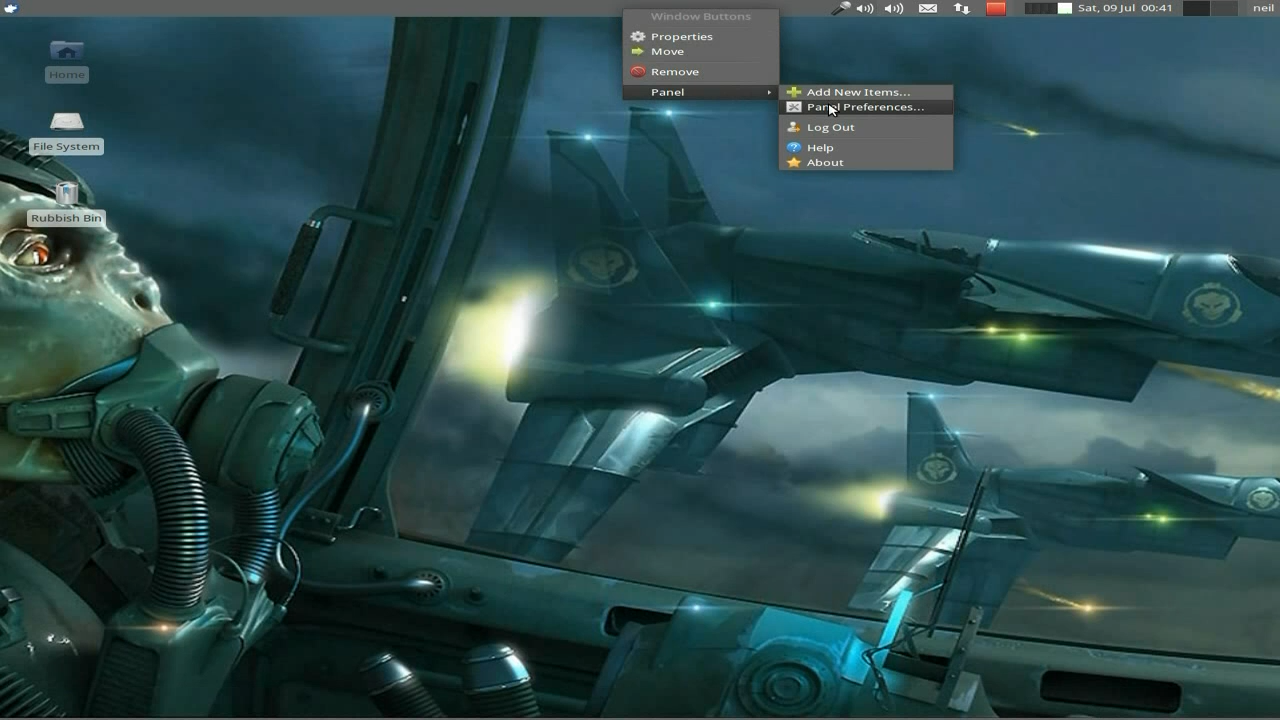 Sat, 09 Jul 00:41
neil
Window Buttons
Properties
Move
Remove
Panel
Add New Items...
Panel Preferences...
Log Out
Help
About
Home
File System
Rubbish Bin